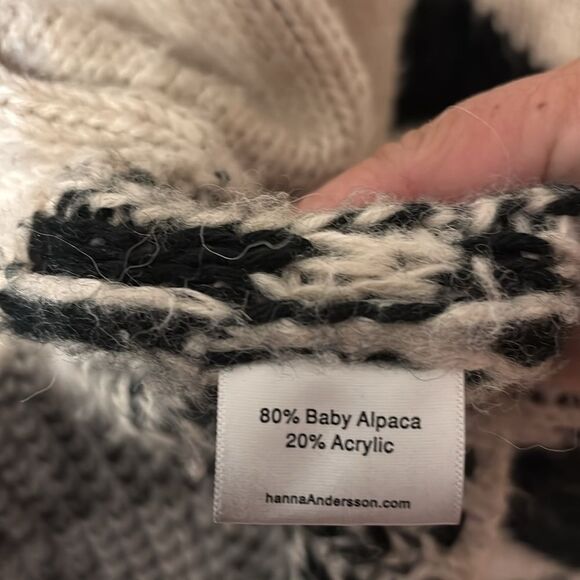 80% Baby Alpaca
20% Acrylic
hannaAndersson.com